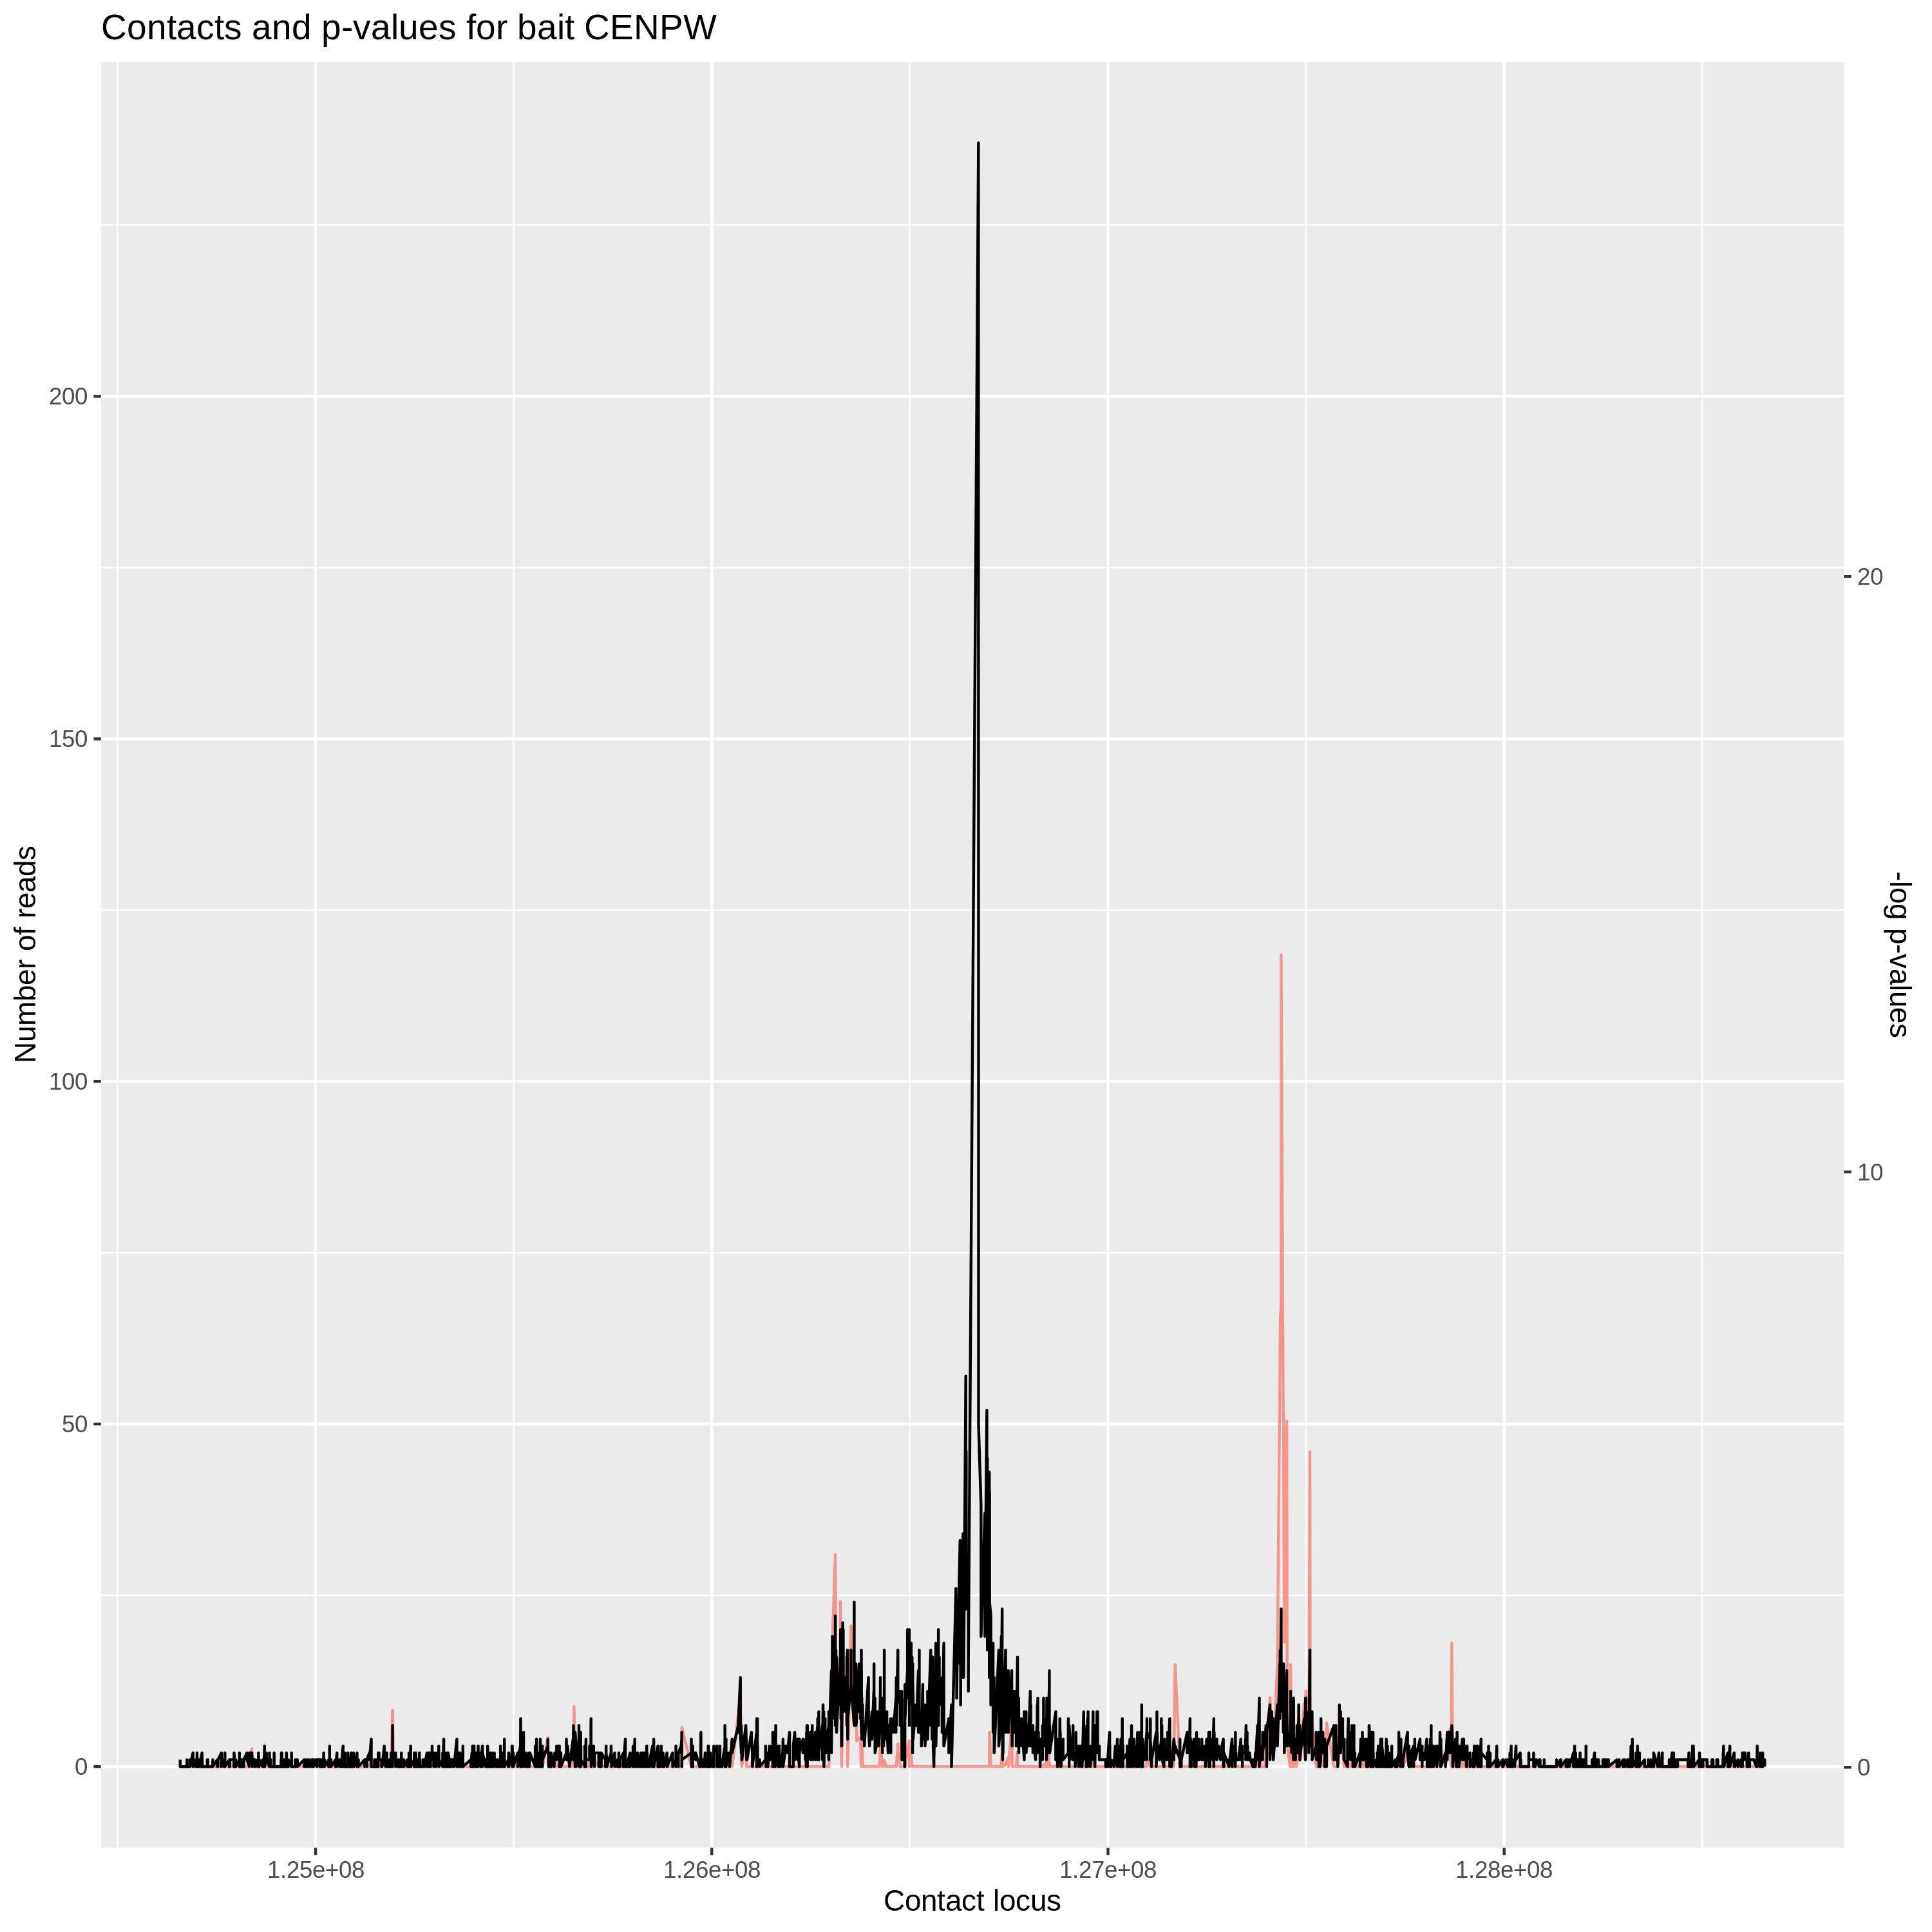 Contacts and p-values for bait CENPW
Number of reads
200
150
100
50
0
20
10
0
-log p-values
1.25e+08
1.26e+08
1.27e+08
1.28e+08
Contact locus